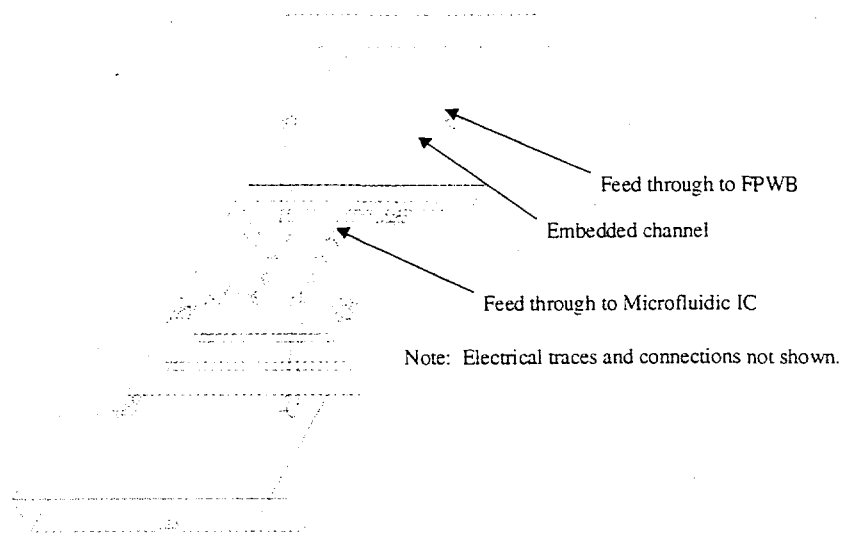 Feed through to FPWB
Embedded channel
Feed through to Microfluidic IC
Note: Electrical traces and connections not shown.